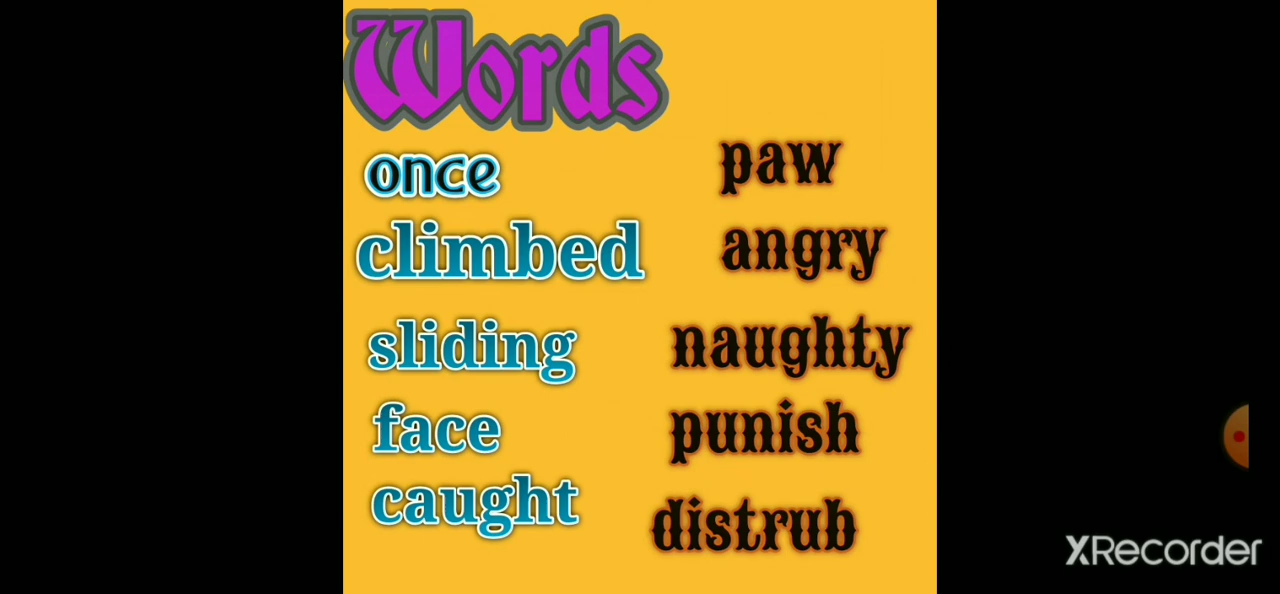 Words
once
climbed
sliding
face
caught
paw
angry
naughty
punish
distrub
XRecorder